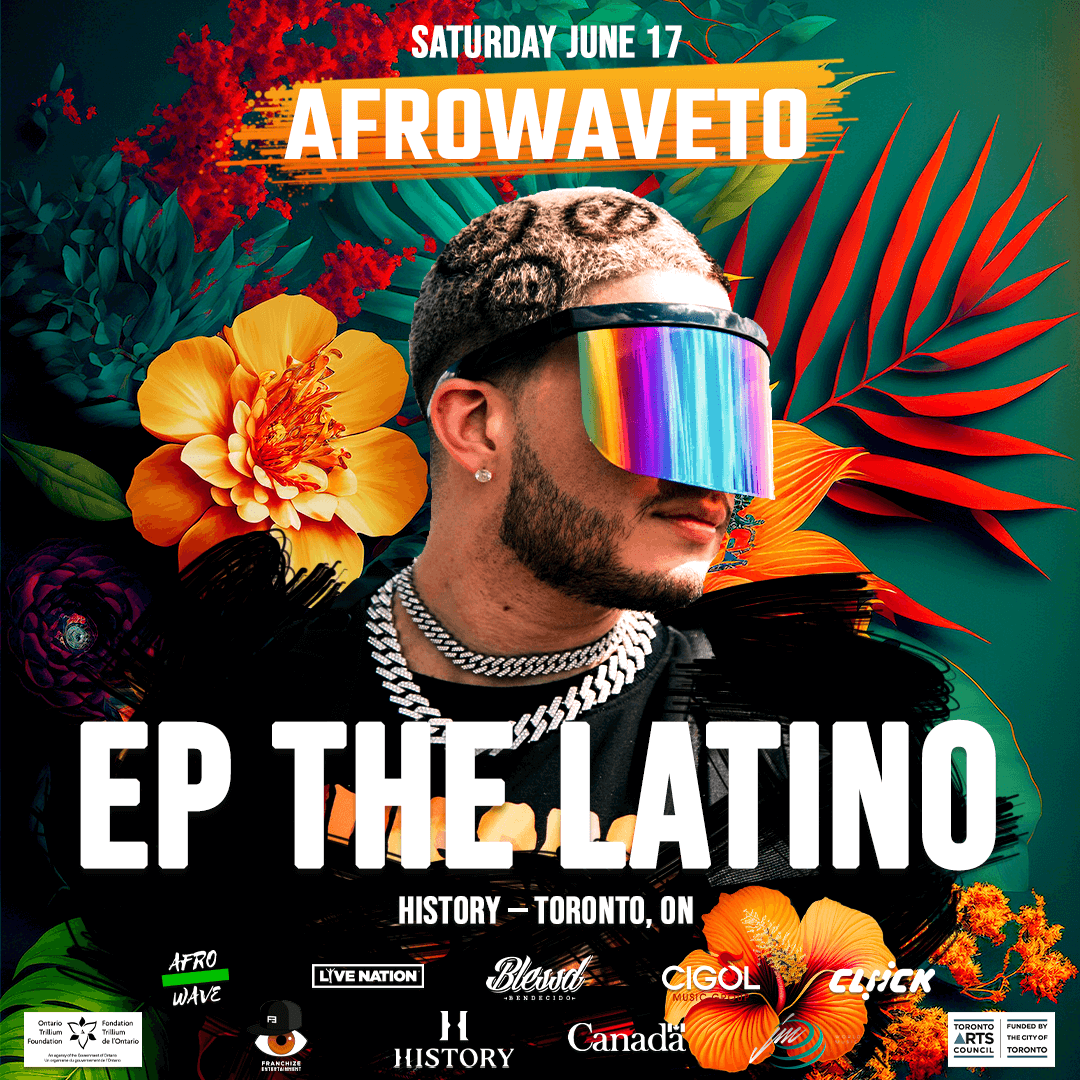 SATURDAY JUNE 17
AFROWAVETO
EP THE LATINO
HISTORY – TORONTO, ON
AFRO
WAVE
LIVE NATION
Blessd
BENDECIDO
CIGOL
MUSIC GROUP
CLIICK
Ontario
Trillium
Foundation
Fondation
Trillium
de l'Ontario
An agency of the Government of Ontario
Un organisme du gouvernement de l'Ontario
FRANCHIZE
ENTERTAINMENT
H
HISTORY
Canada
TORONTO
ARTS
COUNCIL
FUNDED BY
THE CITY OF
TORONTO